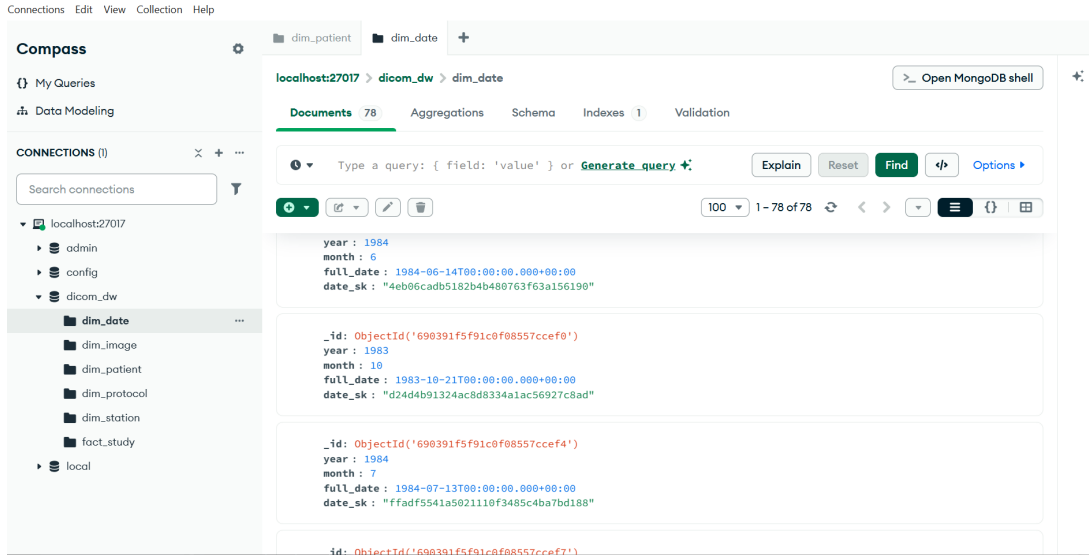 Connections Edit View Collection Help
Compass
My Queries
Data Modeling
CONNECTIONS (1)
Search connections
localhost:27017
admin
config
dicom_dw
dim_date
dim_image
dim_patient
dim_protocol
dim_station
fact_study
local
dim_patient dim_date
localhost:27017 > dicom_dw > dim_date
>_ Open MongoDB shell
Documents 78 Aggregations Schema Indexes 1 Validation
Type a query: { field: 'value' } or Generate query
Explain Reset Find </> Options
100 1 – 78 of 78 {}
year : 1984
month : 6
full_date : 1984-06-14T00:00:00.000+00:00
date_sk : "4eb06cadb5182b4b480763f63a156190"
_id: ObjectId('690391f5f91c0f08557ccef0')
year : 1983
month : 10
full_date : 1983-10-21T00:00:00.000+00:00
date_sk : "d24d4b91324ac8d8334a1ac56927c8ad"
_id: ObjectId('690391f5f91c0f08557ccef4')
year : 1984
month : 7
full_date : 1984-07-13T00:00:00.000+00:00
date_sk : "ffadf5541a5021110f3485c4ba7bd188"
_id: ObjectId('690391f5f91c0f08557ccef7')